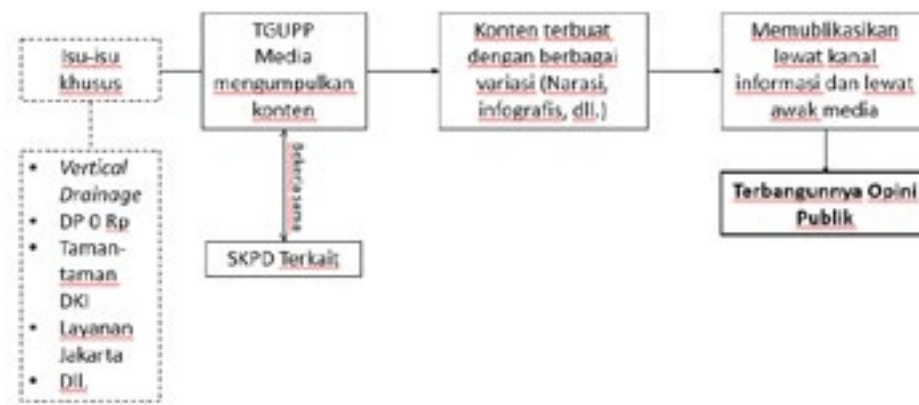 Isu-isu
khusus
TGUPP
Media
mengumpulkan
konten
Konten terbuat
dengan berbagai
variasi (Narasi,
infografis, dll.)
Memublikasikan
lewat kanal
informasi dan lewat
awak media
Bekerja sama
Terbangunnya Opini
Publik
SKPD Terkait
• Vertical
Drainage
• DP 0 Rp
• Taman-
taman
DKI
• Layanan
Jakarta
• Dll.